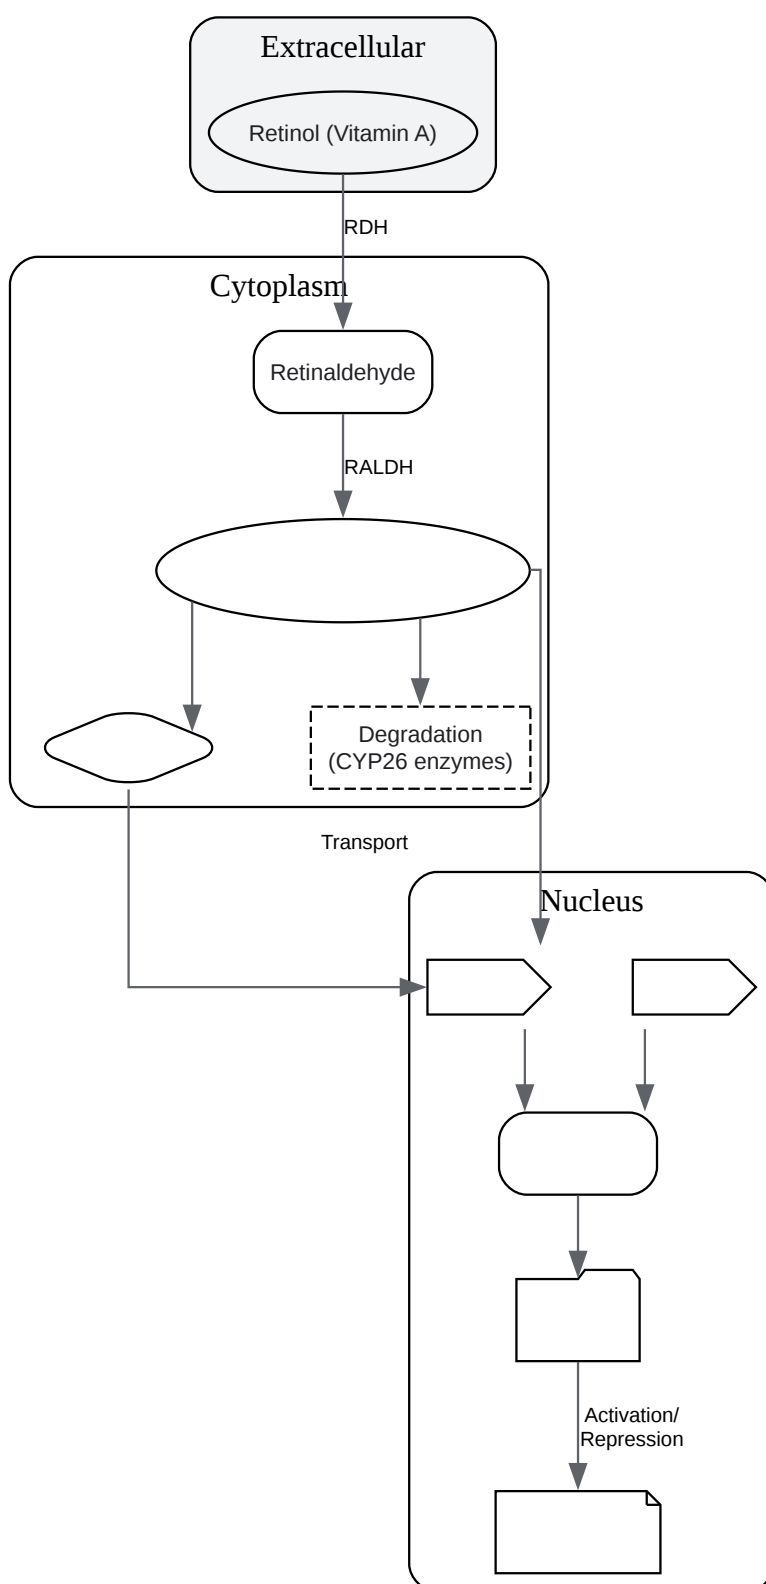 Extracellular
Retinol (Vitamin A)
RDH
Cytoplasm
Retinaldehyde
RALDH
Degradation
(CYP26 enzymes)
Transport
Nucleus
Activation/
Repression